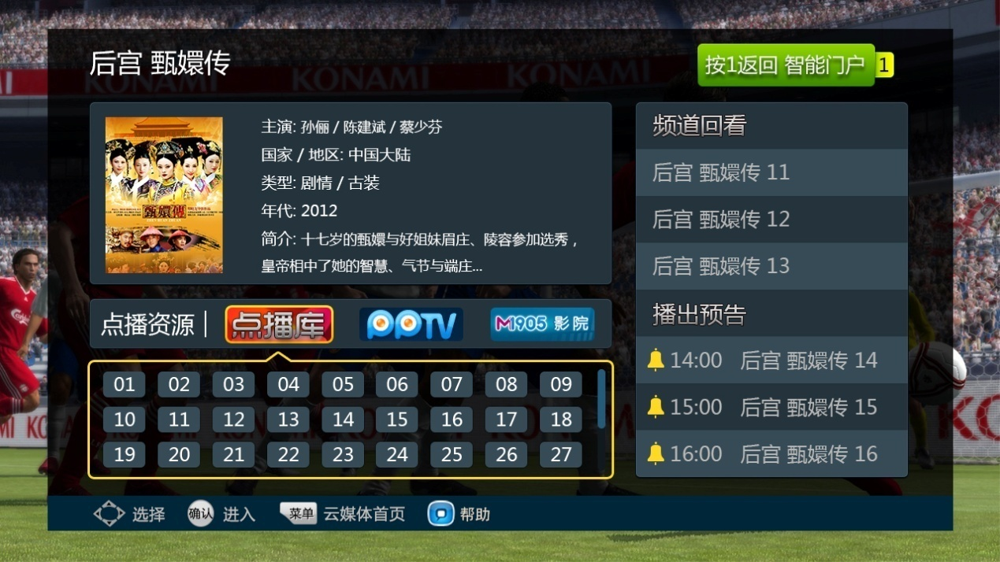 KONAMI
KONAMI
后宫 甄嬛传
按1返回 智能门户
1
甄嬛傳
主演: 孙俪 / 陈建斌 / 蔡少芬
国家 / 地区: 中国大陆
类型: 剧情 / 古装
年代: 2012
简介: 十七岁的甄嬛与好姐妹眉庄、陵容参加选秀，
皇帝相中了她的智慧、气节与端庄...
点播资源
点播库
PPTV
M1905 影院
01 02 03 04 05 06 07 08 09
10 11 12 13 14 15 16 17 18
19 20 21 22 23 24 25 26 27
频道回看
后宫 甄嬛传 11
后宫 甄嬛传 12
后宫 甄嬛传 13
播出预告
14:00 后宫 甄嬛传 14
15:00 后宫 甄嬛传 15
16:00 后宫 甄嬛传 16
选择
确认 进入
菜单 云媒体首页
帮助
Carlsberg